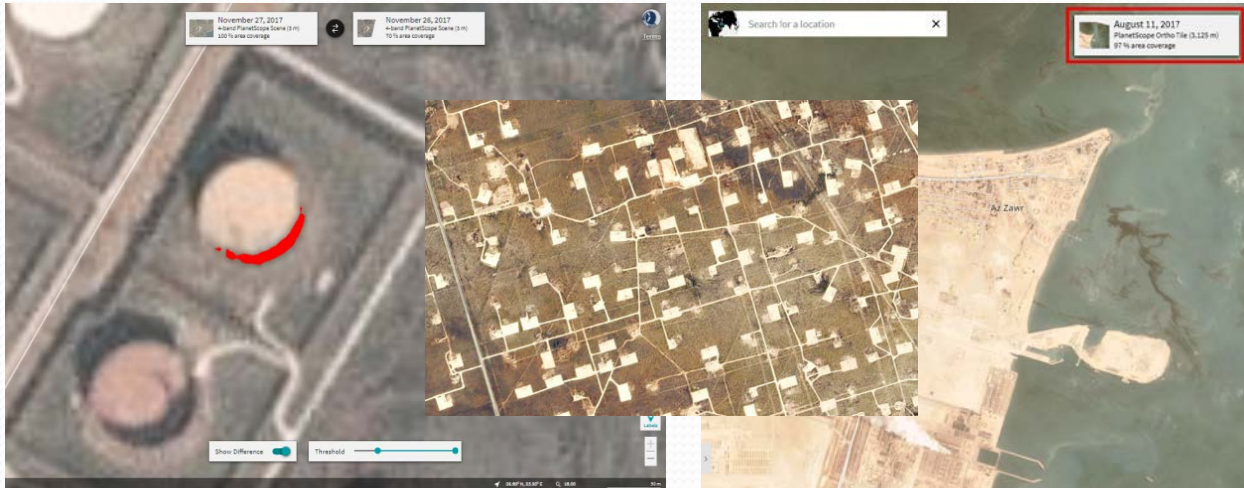 November 27, 2017
4-band PlanetScope Scene (3 m)
100 % area coverage
November 26, 2017
4-band PlanetScope Scene (3 m)
70 % area coverage
Terms
Search for a location
August 11, 2017
PlanetScope Ortho Tile (3.125 m)
97 % area coverage
Az Zawr
LABELS
Show Difference
Threshold